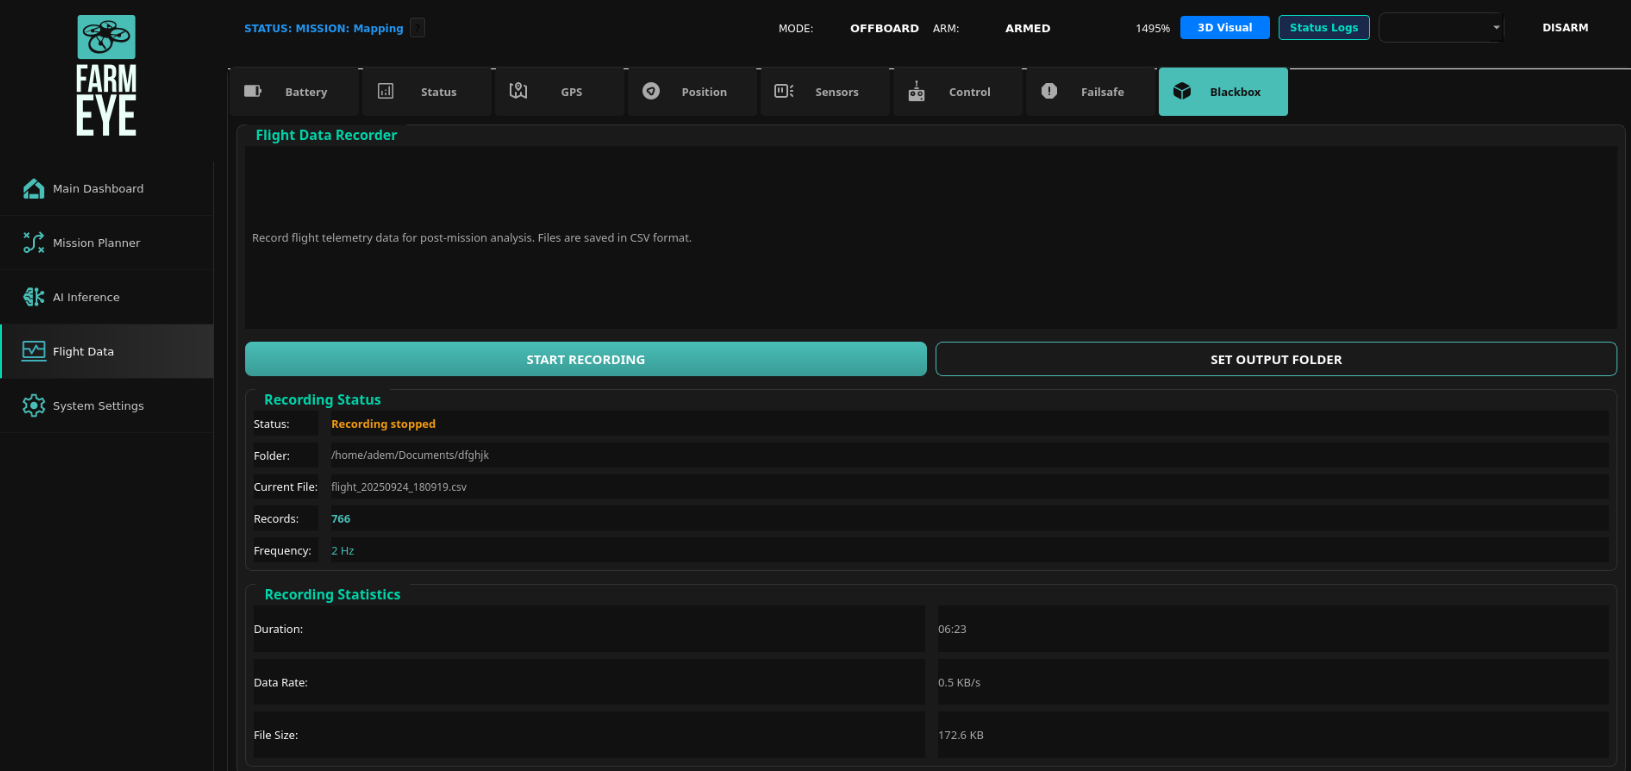 FARM
EYE
STATUS: MISSION: Mapping
MODE: OFFBOARD ARM: ARMED
1495% 3D Visual Status Logs DISARM
Battery Status GPS Position Sensors Control Failsafe Blackbox
Main Dashboard
Mission Planner
AI Inference
Flight Data
System Settings
Flight Data Recorder
Record flight telemetry data for post-mission analysis. Files are saved in CSV format.
START RECORDING SET OUTPUT FOLDER
Recording Status
Status: Recording stopped
Folder: /home/adem/Documents/dfghjk
Current File: flight_20250924_180919.csv
Records: 766
Frequency: 2 Hz
Recording Statistics
Duration: 06:23
Data Rate: 0.5 KB/s
File Size: 172.6 KB